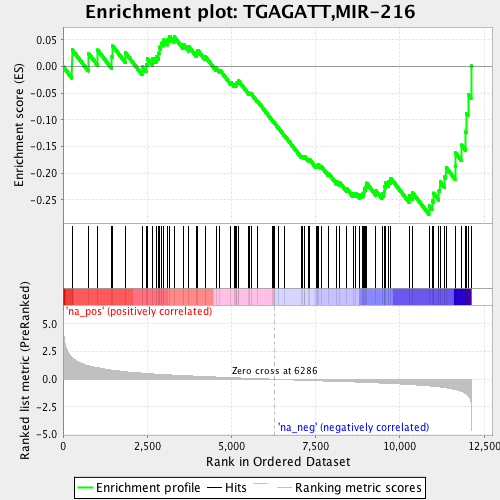 Enrichment plot: TGAGATT,MIR-216
Enrichment score (ES)
0.05
0.00
-0.05
-0.10
-0.15
-0.20
-0.25
'na_pos' (positively correlated)
Ranked list metric (PreRanked)
5.0
2.5
0.0
-2.5
-5.0
Zero cross at 6286
'na_neg' (negatively correlated)
0
2,500
5,000
7,500
10,000
12,500
Rank in Ordered Dataset
Enrichment profile
Hits
Ranking metric scores